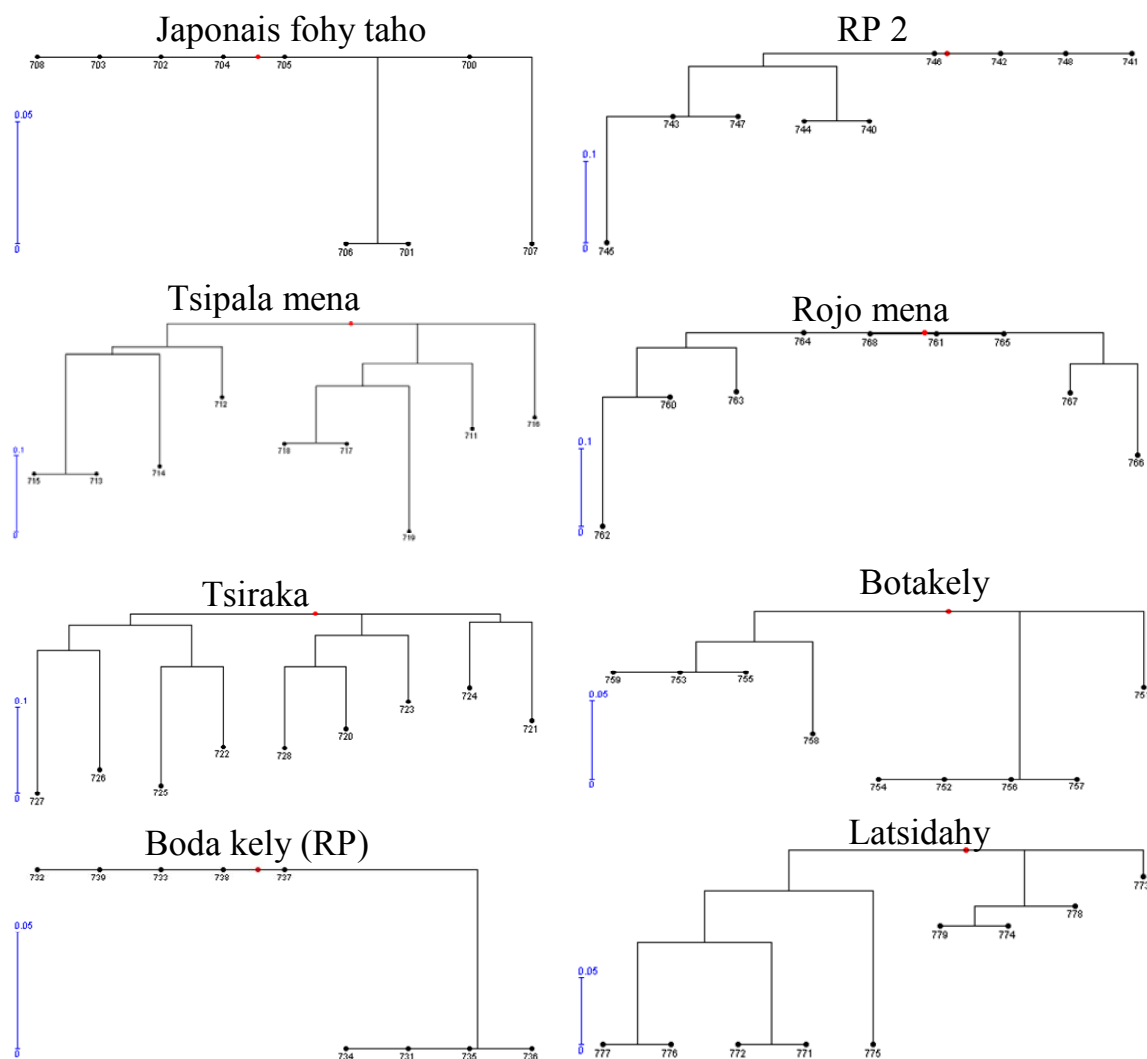 Japonais fohy taho
708 703 702 704 705 700
0.05
0
706 701 707
RP 2
746 742 748 741
743 747 744 740
0.1
0
745
Tsipala mena
712
716
711
718 717
715 713 714
0.1
0
719
Rojo mena
764 768 761 765
760 763 767
0.1
0
766
762
Tsiraka
724
723
721
720
722 728
726
725
727
0.1
0
Botakely
759 753 755
751
758
0.05
0
754 752 756 757
Boda kely (RP)
732 739 733 738 737
0.05
0
734 731 735 736
Latsidahy
773
778
779 774
0.05
0
777 776 772 771 775